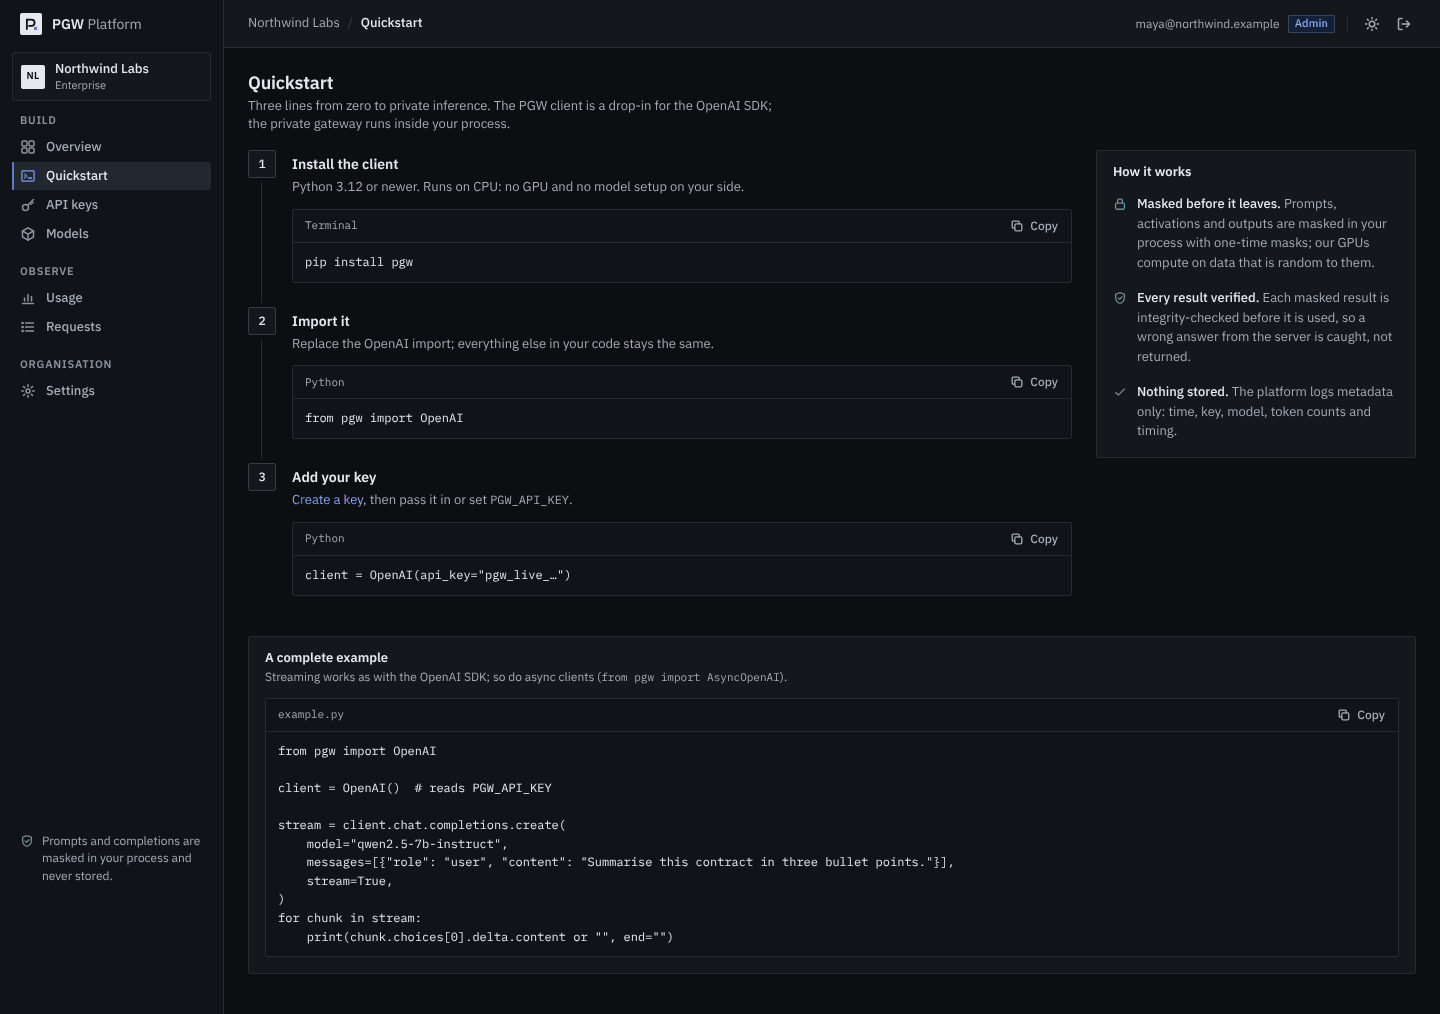 PGW Platform
NL
Northwind Labs
Enterprise
BUILD
Overview
Quickstart
API keys
Models
OBSERVE
Usage
Requests
ORGANISATION
Settings
Prompts and completions are
masked in your process and
never stored.
Northwind Labs / Quickstart
maya@northwind.example Admin
Quickstart
Three lines from zero to private inference. The PGW client is a drop-in for the OpenAI SDK;
the private gateway runs inside your process.
1 Install the client
Python 3.12 or newer. Runs on CPU: no GPU and no model setup on your side.
Terminal Copy
pip install pgw
2 Import it
Replace the OpenAI import; everything else in your code stays the same.
Python Copy
from pgw import OpenAI
3 Add your key
Create a key, then pass it in or set PGW_API_KEY.
Python Copy
client = OpenAI(api_key="pgw_live_…")
How it works
Masked before it leaves. Prompts,
activations and outputs are masked in your
process with one-time masks; our GPUs
compute on data that is random to them.
Every result verified. Each masked result is
integrity-checked before it is used, so a
wrong answer from the server is caught, not
returned.
Nothing stored. The platform logs metadata
only: time, key, model, token counts and
timing.
A complete example
Streaming works as with the OpenAI SDK; so do async clients (from pgw import AsyncOpenAI).
example.py Copy
from pgw import OpenAI
client = OpenAI()  # reads PGW_API_KEY
stream = client.chat.completions.create(
    model="qwen2.5-7b-instruct",
    messages=[{"role": "user", "content": "Summarise this contract in three bullet points."}],
    stream=True,
)
for chunk in stream:
    print(chunk.choices[0].delta.content or "", end="")